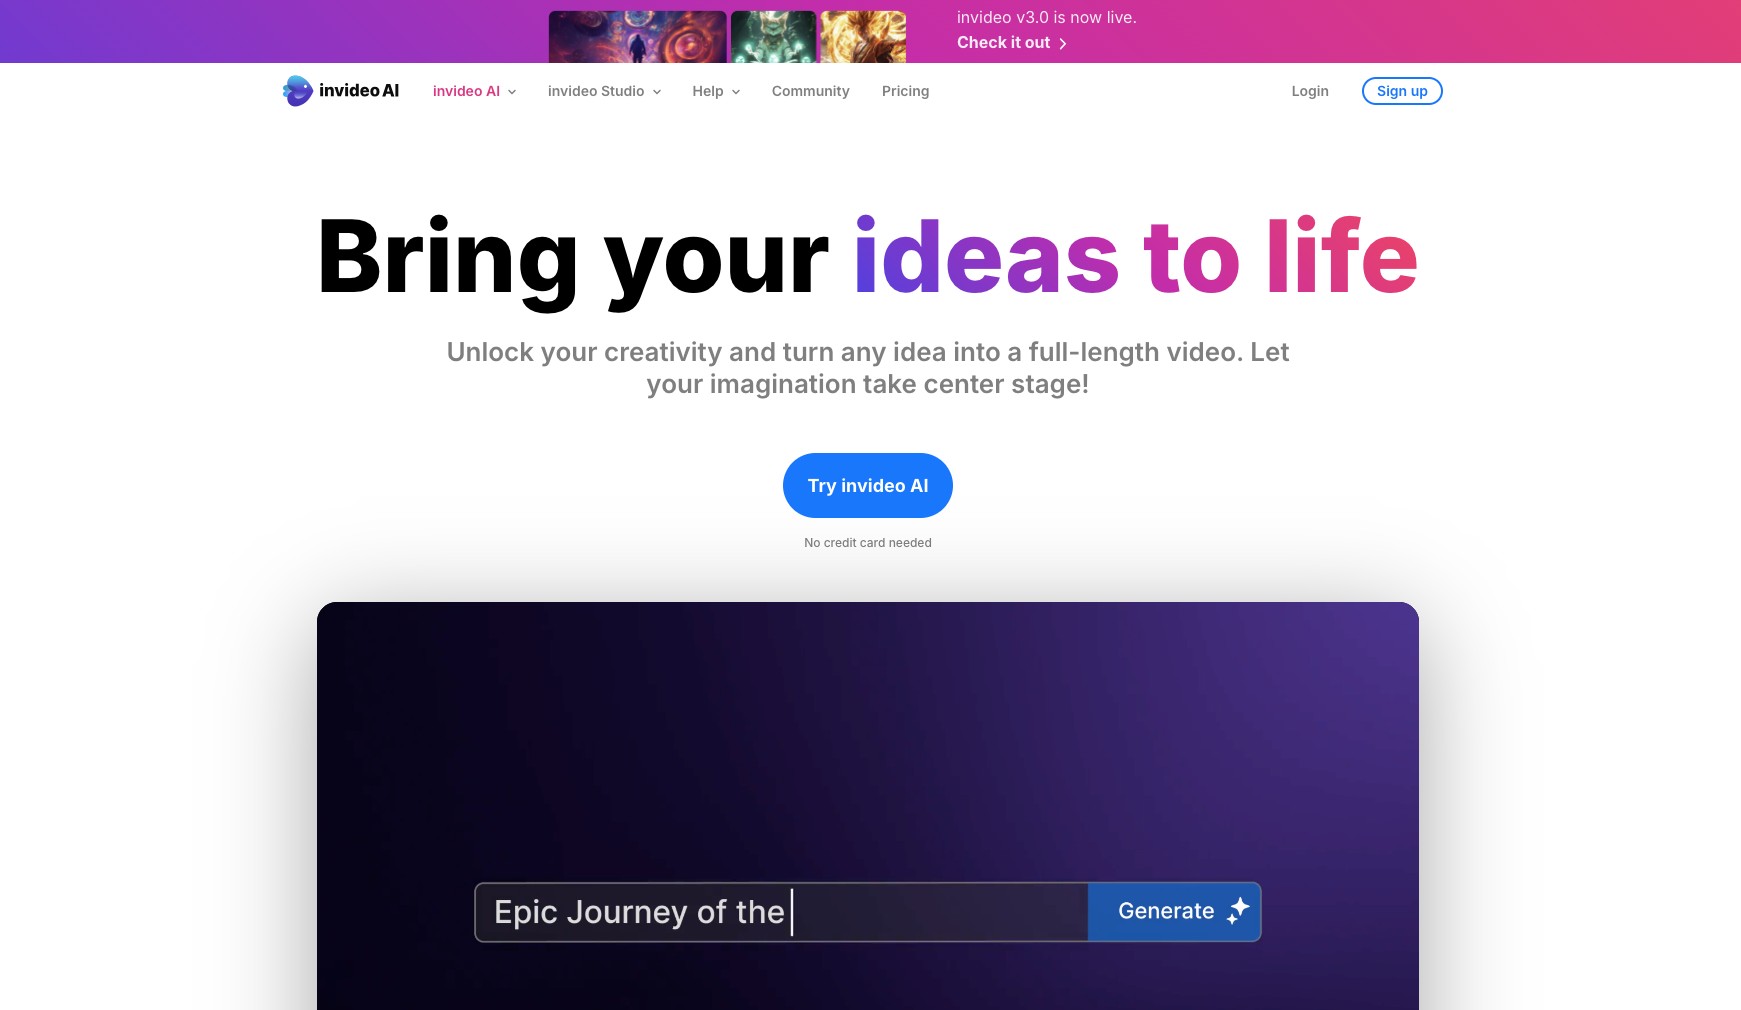 invideo v3.0 is now live.
Check it out
invideo AI
invideo AI
invideo Studio
Help
Community
Pricing
Login
Sign up
Bring your ideas to life
Unlock your creativity and turn any idea into a full-length video. Let
your imagination take center stage!
Try invideo AI
No credit card needed
Epic Journey of the
Generate